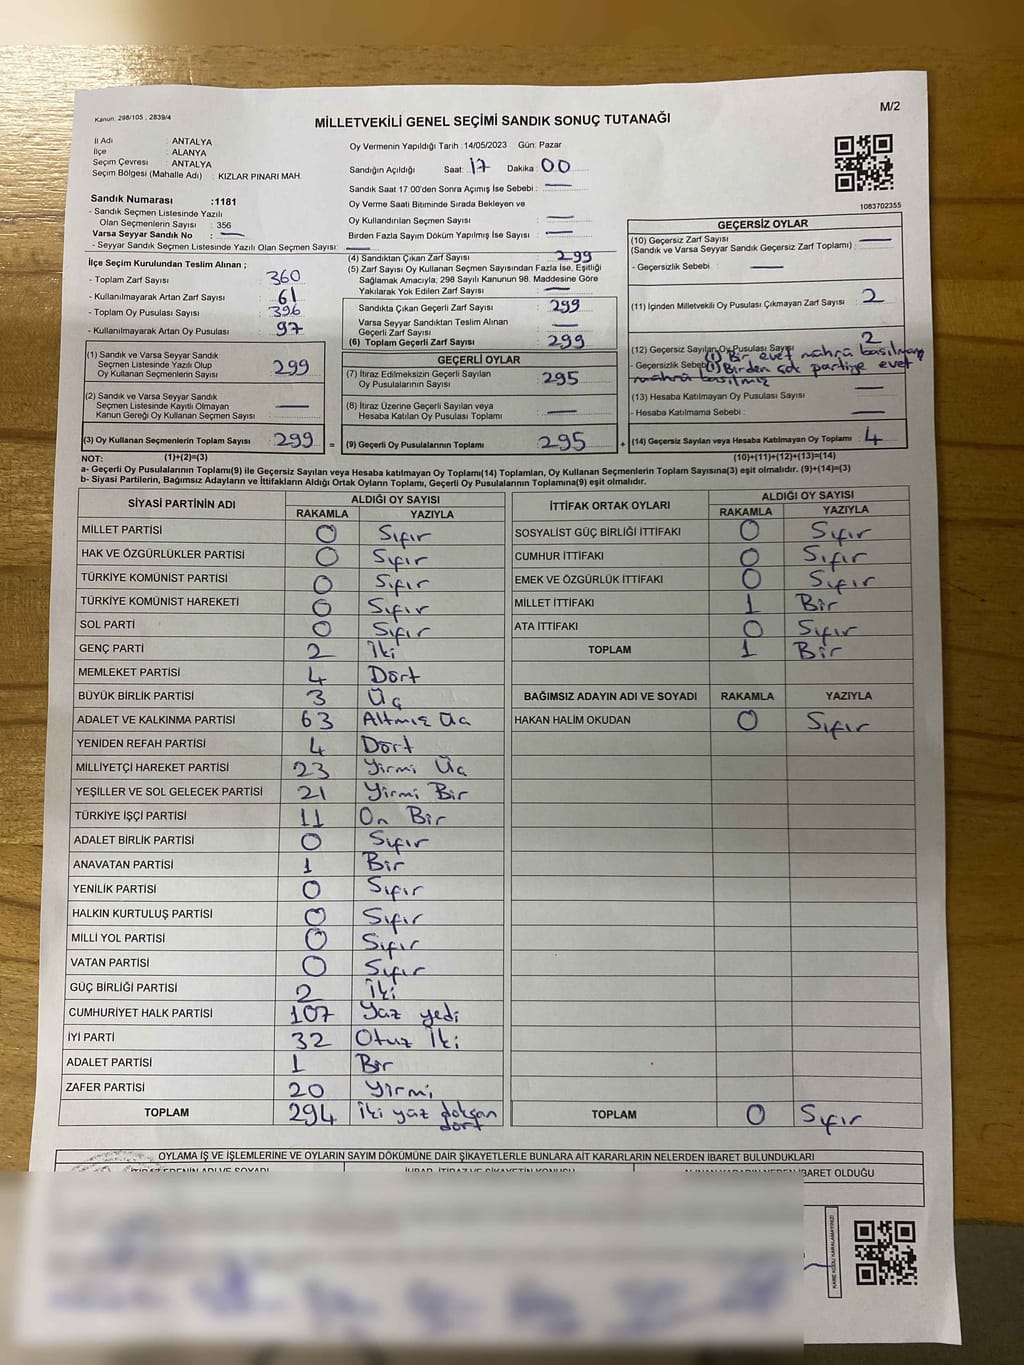 Kanun. 298/105 , 2839/4
M/2
MİLLETVEKİLİ GENEL SEÇİMİ SANDIK SONUÇ TUTANAĞI
İl Adı : ANTALYA
İlçe : ALANYA
Seçim Çevresi : ANTALYA
Seçim Bölgesi (Mahalle Adı) : KIZLAR PINARI MAH.
Oy Vermenin Yapıldığı Tarih : 14/05/2023 Gün: Pazar
Sandığın Açıldığı Saat: 17 Dakika : 00
Sandık Saat 17.00'den Sonra Açımış İse Sebebi : —
Oy Verme Saati Bitiminde Sırada Bekleyen ve
Oy Kullandırılan Seçmen Sayısı : —
Birden Fazla Sayım Döküm Yapılmış İse Sayısı : —
1083702355
Sandık Numarası :1181
- Sandık Seçmen Listesinde Yazılı
Olan Seçmenlerin Sayısı : 356
Varsa Seyyar Sandık No : —
- Seyyar Sandık Seçmen Listesinde Yazılı Olan Seçmen Sayısı: —
İlçe Seçim Kurulundan Teslim Alınan ;
- Toplam Zarf Sayısı : 360
- Kullanılmayarak Artan Zarf Sayısı : 61
- Toplam Oy Pusulası Sayısı : 396
- Kullanılmayarak Artan Oy Pusulası : 97
(1) Sandık ve Varsa Seyyar Sandık
Seçmen Listesinde Yazılı Olup
Oy Kullanan Seçmenlerin Sayısı : 299
(2) Sandık ve Varsa Seyyar Sandık
Seçmen Listesinde Kayıtlı Olmayan
Kanun Gereği Oy Kullanan Seçmen Sayısı : —
(3) Oy Kullanan Seçmenlerin Toplam Sayısı : 299 =
(4) Sandıktan Çıkan Zarf Sayısı : 299
(5) Zarf Sayısı Oy Kullanan Seçmen Sayısından Fazla İse, Eşitliği
Sağlamak Amacıyla; 298 Sayılı Kanunun 98. Maddesine Göre
Yakılarak Yok Edilen Zarf Sayısı : —
Sandıkta Çıkan Geçerli Zarf Sayısı : 299
Varsa Seyyar Sandıktan Teslim Alınan
Geçerli Zarf Sayısı : —
(6) Toplam Geçerli Zarf Sayısı : 299
GEÇERLİ OYLAR
(7) İtiraz Edilmeksizin Geçerli Sayılan
Oy Pusulalarının Sayısı : 295
(8) İtiraz Üzerine Geçerli Sayılan veya
Hesaba Katılan Oy Pusulası Toplamı : —
(9) Geçerli Oy Pusulalarının Toplamı : 295 +
GEÇERSİZ OYLAR
(10) Geçersiz Zarf Sayısı
(Sandık ve Varsa Seyyar Sandık Geçersiz Zarf Toplamı) : —
- Geçersizlik Sebebi : —
(11) İçinden Milletvekili Oy Pusulası Çıkmayan Zarf Sayısı : 2
(12) Geçersiz Sayılan Oy Pusulası Sayısı 2
- Geçersizlik Sebebi (1) Bir evet mührü basılmamış
(1) Birden çok partiye evet
mührü basılmış
(13) Hesaba Katılmayan Oy Pusulası Sayısı : —
- Hesaba Katılmama Sebebi : —
(14) Geçersiz Sayılan veya Hesaba Katılmayan Oy Toplamı : 4
NOT: (1)+(2)=(3) (10)+(11)+(12)+(13)=(14)
a- Geçerli Oy Pusulalarının Toplamı(9) ile Geçersiz Sayılan veya Hesaba katılmayan Oy Toplamı(14) Toplamları, Oy Kullanan Seçmenlerin Toplam Sayısına(3) eşit olmalıdır. (9)+(14)=(3)
b- Siyasi Partilerin, Bağımsız Adayların ve İttifakların Aldığı Ortak Oyların Toplamı, Geçerli Oy Pusulalarının Toplamına(9) eşit olmalıdır.
SİYASİ PARTİNİN ADI ALDIĞI OY SAYISI
RAKAMLA YAZIYLA
MİLLET PARTİSİ 0 Sıfır
HAK VE ÖZGÜRLÜKLER PARTİSİ 0 Sıfır
TÜRKİYE KOMÜNİST PARTİSİ 0 Sıfır
TÜRKİYE KOMÜNİST HAREKETİ 0 Sıfır
SOL PARTİ 0 Sıfır
GENÇ PARTİ 2 İki
MEMLEKET PARTİSİ 4 Dört
BÜYÜK BİRLİK PARTİSİ 3 Üç
ADALET VE KALKINMA PARTİSİ 63 Altmış Üç
YENİDEN REFAH PARTİSİ 4 Dört
MİLLİYETÇİ HAREKET PARTİSİ 23 Yirmi Üç
YEŞİLLER VE SOL GELECEK PARTİSİ 21 Yirmi Bir
TÜRKİYE İŞÇİ PARTİSİ 11 On Bir
ADALET BİRLİK PARTİSİ 0 Sıfır
ANAVATAN PARTİSİ 1 Bir
YENİLİK PARTİSİ 0 Sıfır
HALKIN KURTULUŞ PARTİSİ 0 Sıfır
MİLLİ YOL PARTİSİ 0 Sıfır
VATAN PARTİSİ 0 Sıfır
GÜÇ BİRLİĞİ PARTİSİ 2 İki
CUMHURİYET HALK PARTİSİ 107 Yüz yedi
İYİ PARTİ 32 Otuz İki
ADALET PARTİSİ 1 Bir
ZAFER PARTİSİ 20 Yirmi
TOPLAM 294 İki yüz doksan
dört
İTTİFAK ORTAK OYLARI ALDIĞI OY SAYISI
RAKAMLA YAZIYLA
SOSYALİST GÜÇ BİRLİĞİ İTTİFAKI 0 Sıfır
CUMHUR İTTİFAKI 0 Sıfır
EMEK VE ÖZGÜRLÜK İTTİFAKI 0 Sıfır
MİLLET İTTİFAKI 1 Bir
ATA İTTİFAKI 0 Sıfır
TOPLAM 1 Bir
BAĞIMSIZ ADAYIN ADI VE SOYADI RAKAMLA YAZIYLA
HAKAN HALİM OKUDAN 0 Sıfır
TOPLAM 0 Sıfır
OYLAMA İŞ VE İŞLEMLERİNE VE OYLARIN SAYIM DÖKÜMÜNE DAİR ŞİKAYETLERLE BUNLARA AİT KARARLARIN NELERDEN İBARET BULUNDUKLARI
İTİRAZ EDENİN ADI VE SOYADI İHBAR, İTİRAZ VE ŞİKAYETİN KONUSU ALINAN KARARIN NEDEN İBARET OLDUĞU
KARE KODU KARALAMAYINIZ!